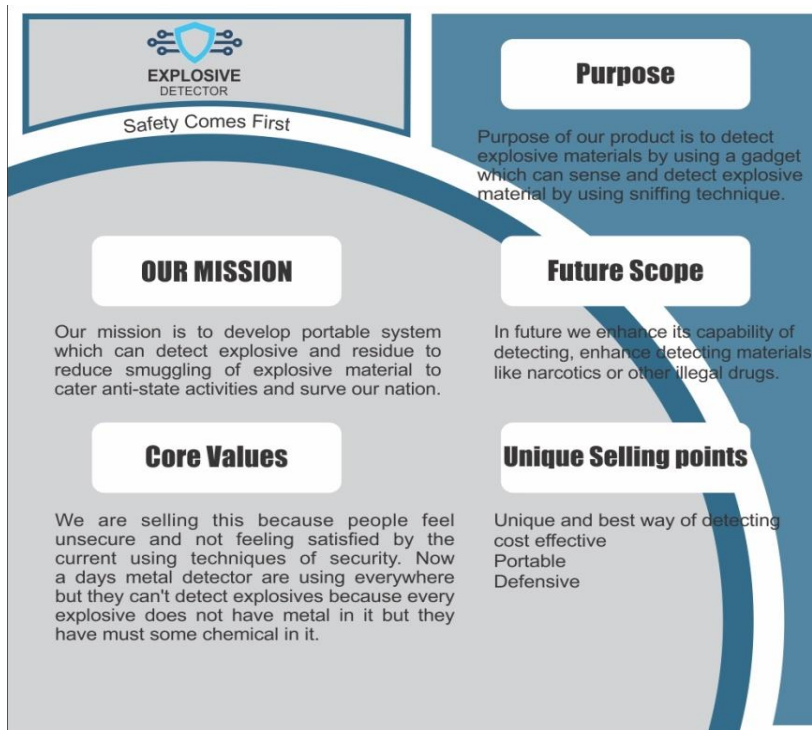 EXPLOSIVE
DETECTOR
Safety Comes First
Purpose
Purpose of our product is to detect
explosive materials by using a gadget
which can sense and detect explosive
material by using sniffing technique.
OUR MISSION
Our mission is to develop portable system
which can detect explosive and residue to
reduce smuggling of explosive material to
cater anti-state activities and surve our nation.
Future Scope
In future we enhance its capability of
detecting, enhance detecting materials
like narcotics or other illegal drugs.
Core Values
We are selling this because people feel
unsecure and not feeling satisfied by the
current using techniques of security. Now
a days metal detector are using everywhere
but they can't detect explosives because every
explosive does not have metal in it but they
have must some chemical in it.
Unique Selling points
Unique and best way of detecting
cost effective
Portable
Defensive